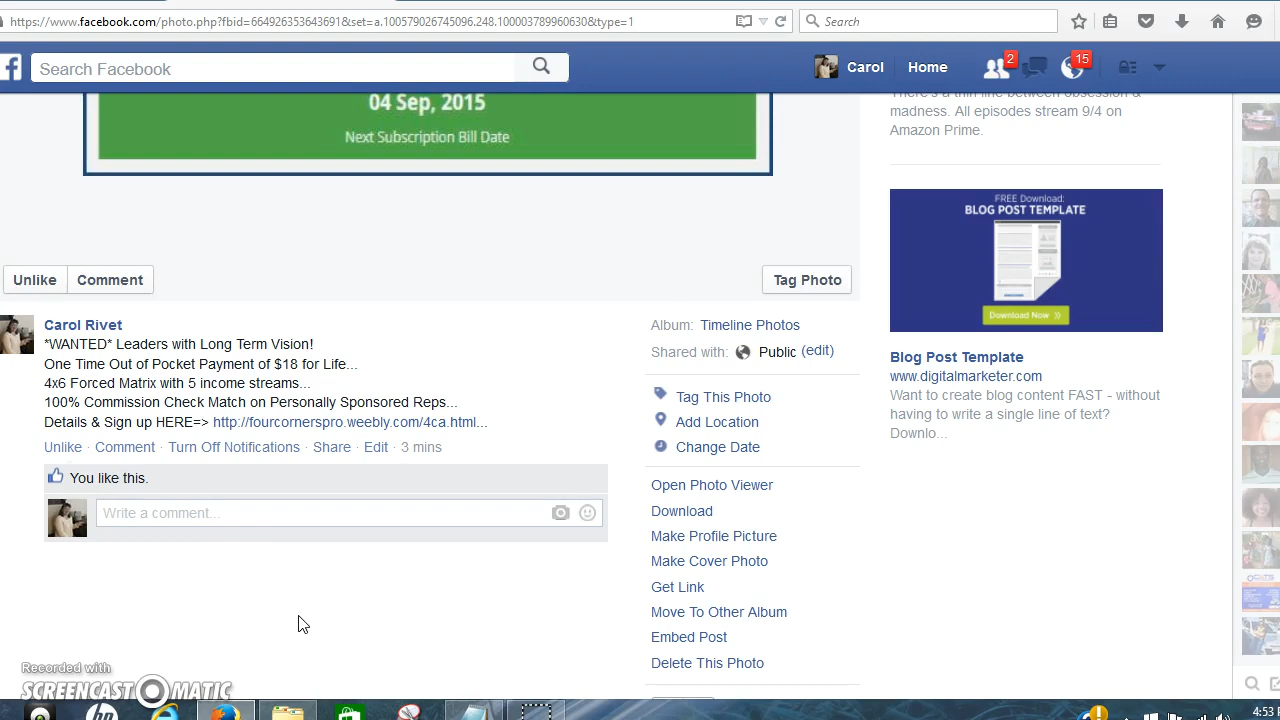 https://www.facebook.com/photo.php?fbid=664926353643691&set=a.100579026745096.248.100003789960630&type=1
Search
Search Facebook
Carol
Home
2
15
04 Sep, 2015
Next Subscription Bill Date
There's a thin line between obsession &
madness. All episodes stream 9/4 on
Amazon Prime.
FREE Download:
BLOG POST TEMPLATE
Download Now »
Unlike
Comment
Tag Photo
Carol Rivet
*WANTED* Leaders with Long Term Vision!
One Time Out of Pocket Payment of $18 for Life...
4x6 Forced Matrix with 5 income streams...
100% Commission Check Match on Personally Sponsored Reps...
Details & Sign up HERE=> http://fourcornerspro.weebly.com/4ca.html...
Unlike · Comment · Turn Off Notifications · Share · Edit · 3 mins
You like this.
Write a comment...
Album: Timeline Photos
Shared with: Public (edit)
Tag This Photo
Add Location
Change Date
Open Photo Viewer
Download
Make Profile Picture
Make Cover Photo
Get Link
Move To Other Album
Embed Post
Delete This Photo
Blog Post Template
www.digitalmarketer.com
Want to create blog content FAST - without
having to write a single line of text?
Downlo...
Recorded with
SCREENCAST-O-MATIC
hp
4:53